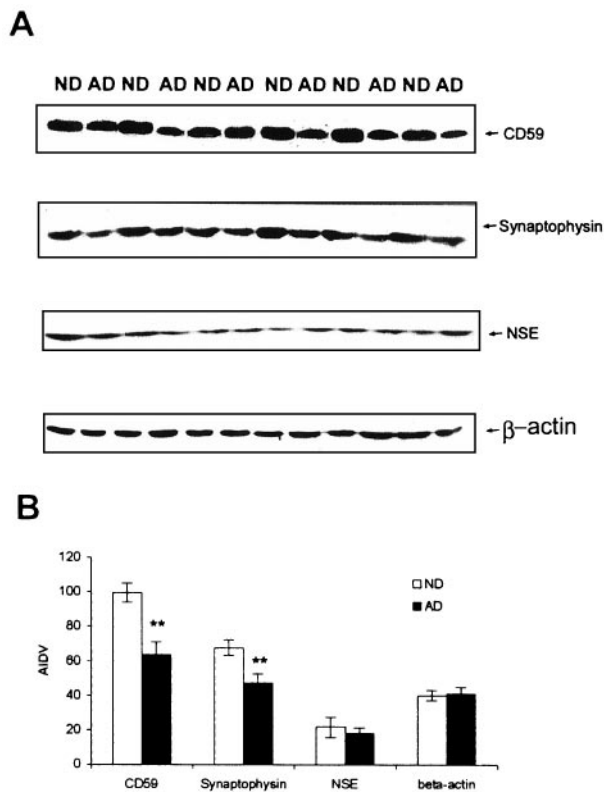 A
ND AD ND AD ND AD ND AD ND AD ND AD
CD59
Synaptophysin
NSE
β-actin
B
120
100
80
60
40
20
0
AIDV
**
**
ND
AD
CD59 Synaptophysin NSE beta-actin